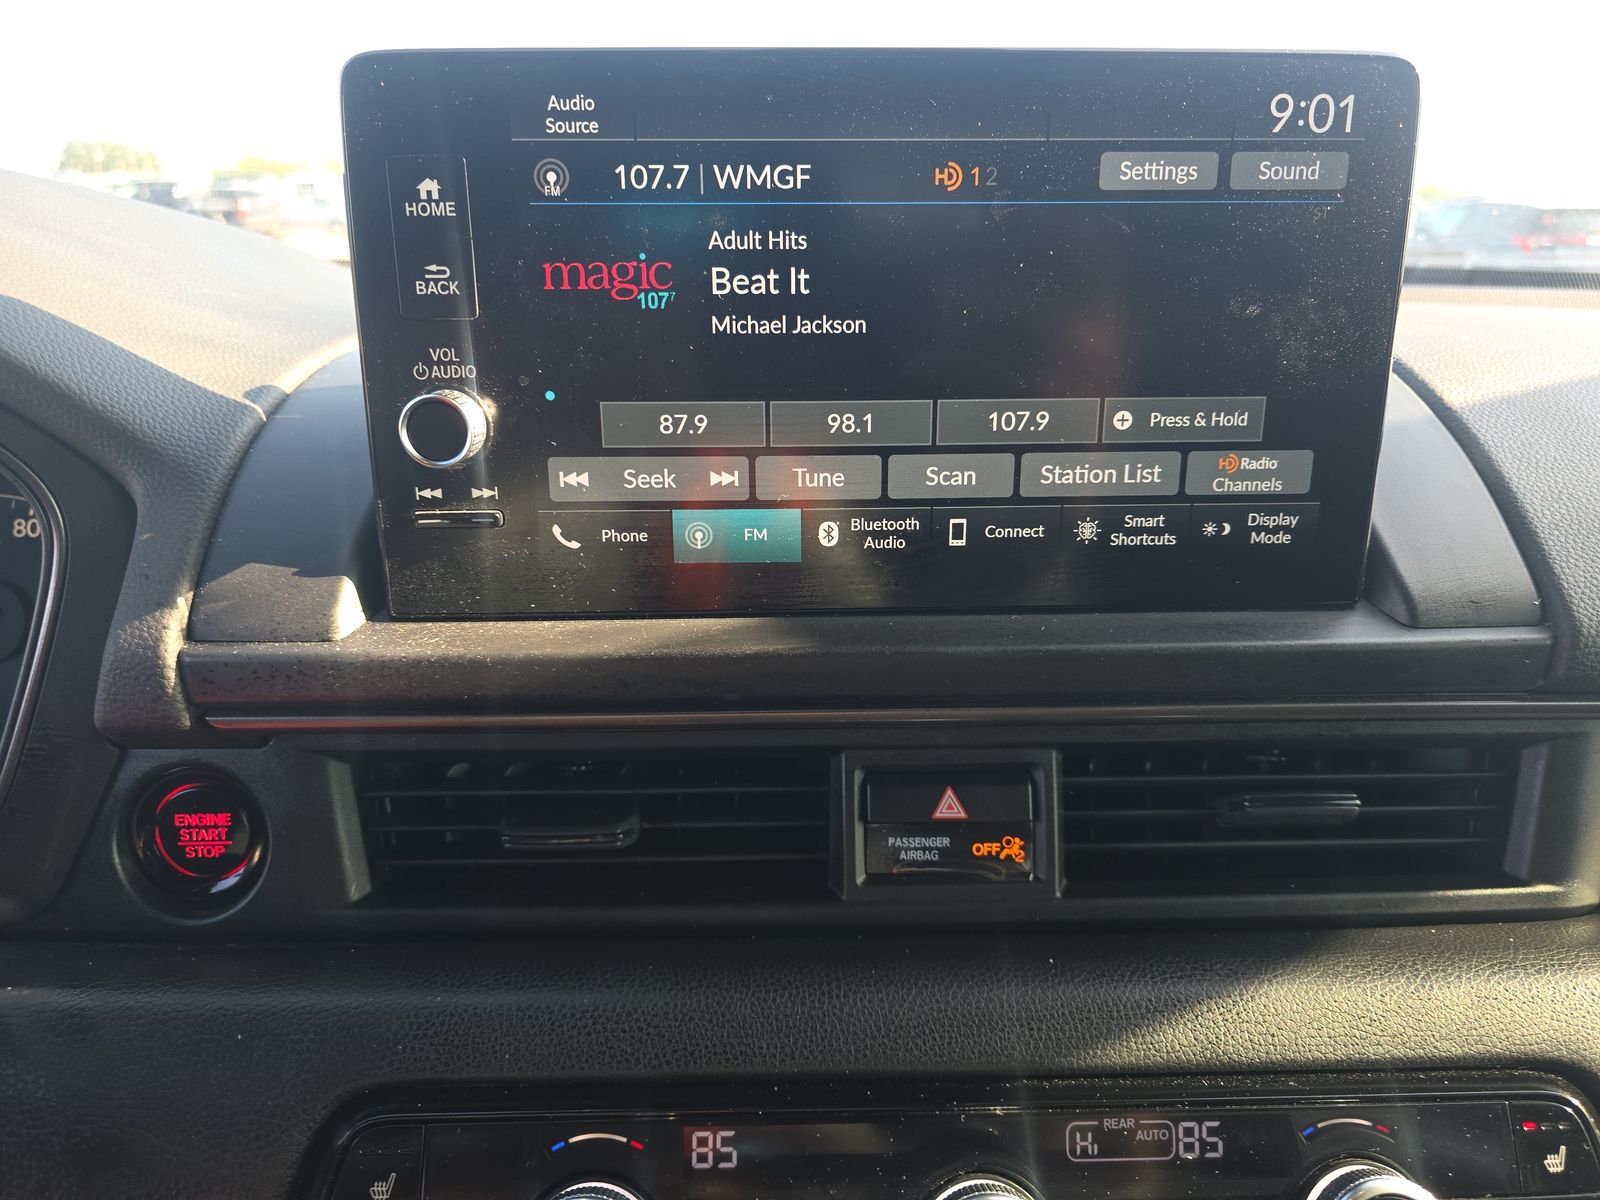 Audio
Source
9:01
HOME
BACK
VOL
AUDIO
FM
107.7 | WMGF
HD 1 2
Settings
Sound
magic
107.7
Adult Hits
Beat It
Michael Jackson
87.9
98.1
107.9
Press & Hold
Seek
Tune
Scan
Station List
HD Radio
Channels
Phone
FM
Bluetooth
Audio
Connect
Smart
Shortcuts
Display
Mode
80
ENGINE
START
STOP
PASSENGER
AIRBAG
OFF
2
85
Hi
REAR
AUTO
85